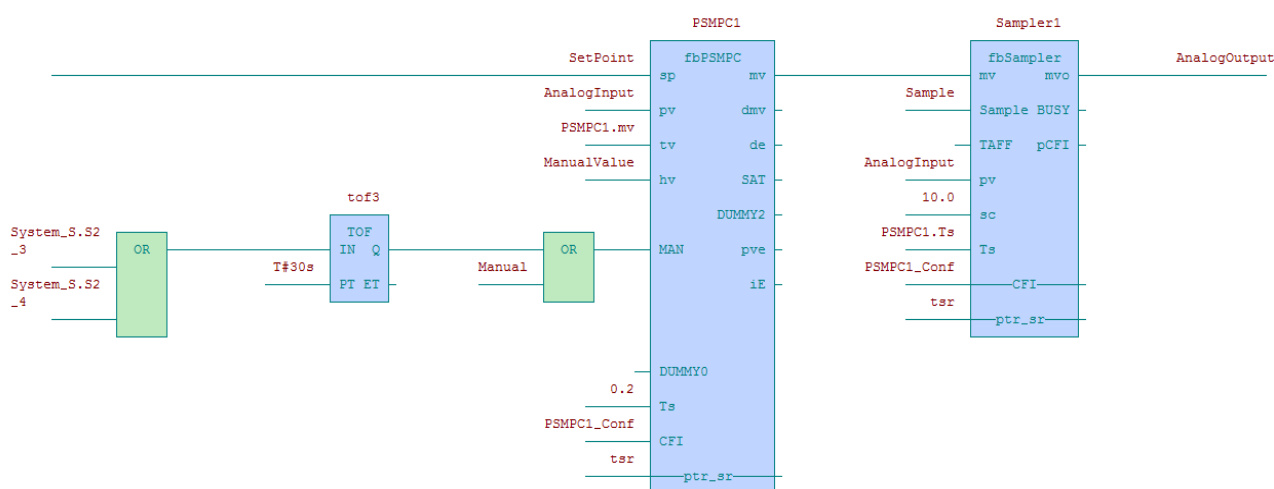 PSMPC1 Sampler1
SetPoint fbPSMPC fbSampler AnalogOutput
sp mv mv mvo
AnalogInput Sample
pv dmv Sample BUSY
PSMPC1.mv
tv de TAFF pCFI
ManualValue AnalogInput
hv SAT pv
tof3 10.0
System_S.S2 TOF DUMMY2 sc
_3 OR IN Q OR MAN pve PSMPC1.Ts Ts
T#30s Manual PSMPC1_Conf
System_S.S2 PT ET iE CFI
_4 tsr
ptr_sr
DUMMY0
0.2
Ts
PSMPC1_Conf
CFI
tsr
ptr_sr